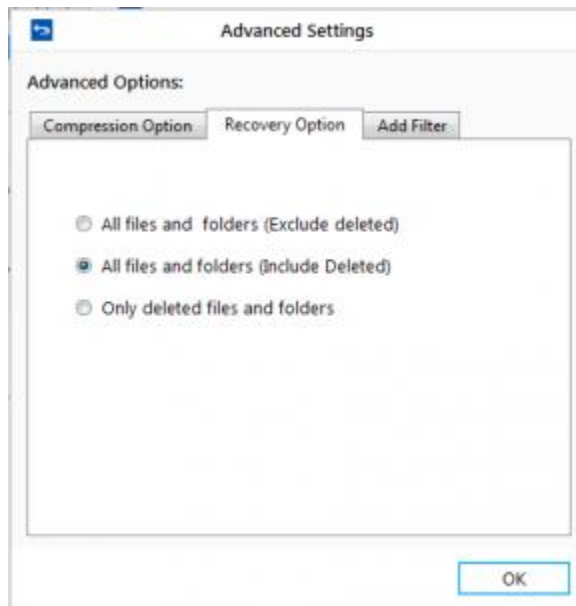 Advanced Settings
Advanced Options:
Compression Option
Recovery Option
Add Filter
All files and folders (Exclude deleted)
All files and folders (Include Deleted)
Only deleted files and folders
OK